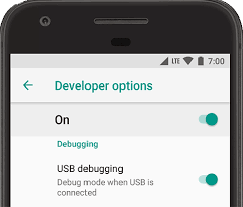 LTE 7:00
Developer options
On
Debugging
USB debugging
Debug mode when USB is
connected